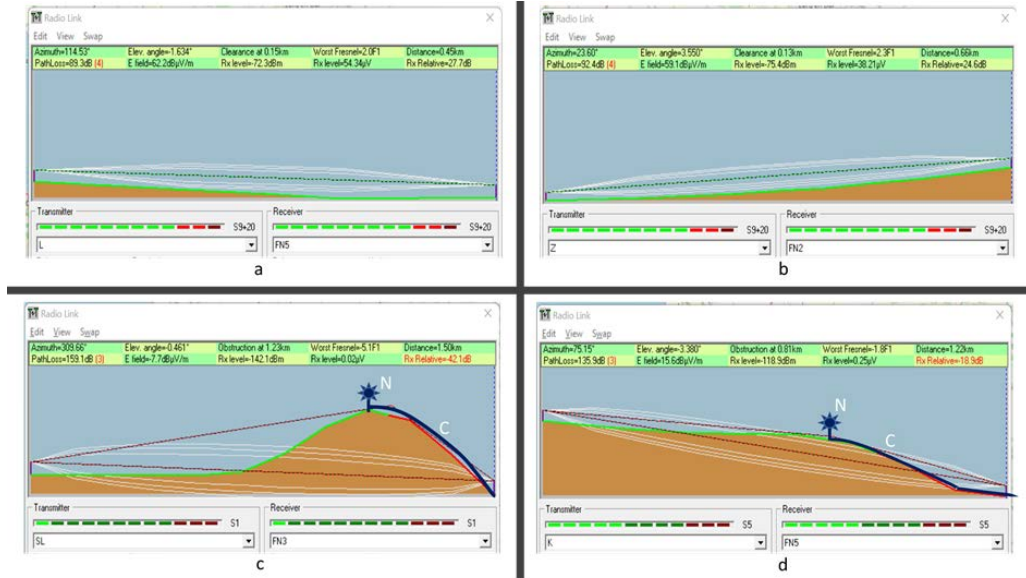 Radio Link
Edit View Swap
Azimuth=114.53° Elev. angle=-1.634° Clearance at 0.15km Worst Fresnel=2.0F1 Distance=0.45km
PathLoss=89.3dB (4) E field=62.2dBµV/m Rx level=-72.3dBm Rx level=54.34µV Rx Relative=27.7dB
Transmitter
S9+20
L
Receiver
S9+20
FN5
a
Radio Link
Edit View Swap
Azimuth=23.60° Elev. angle=3.550° Clearance at 0.13km Worst Fresnel=2.3F1 Distance=0.66km
PathLoss=92.4dB (4) E field=59.1dBµV/m Rx level=-75.4dBm Rx level=38.21µV Rx Relative=24.6dB
Transmitter
S9+20
Z
Receiver
S9+20
FN2
b
Radio Link
Edit View Swap
Azimuth=309.66° Elev. angle=-0.461° Obstruction at 1.23km Worst Fresnel=-5.1F1 Distance=1.50km
PathLoss=159.1dB (3) E field=-7.7dBµV/m Rx level=-142.1dBm Rx level=0.02µV Rx Relative=-42.1dB
N
C
Transmitter
S1
SL
Receiver
S1
FN3
c
Radio Link
Edit View Swap
Azimuth=75.15° Elev. angle=-3.380° Obstruction at 0.81km Worst Fresnel=-1.8F1 Distance=1.22km
PathLoss=135.9dB (3) E field=15.6dBµV/m Rx level=-118.9dBm Rx level=0.25µV Rx Relative=-18.9dB
N
C
Transmitter
S5
K
Receiver
S5
FN5
d